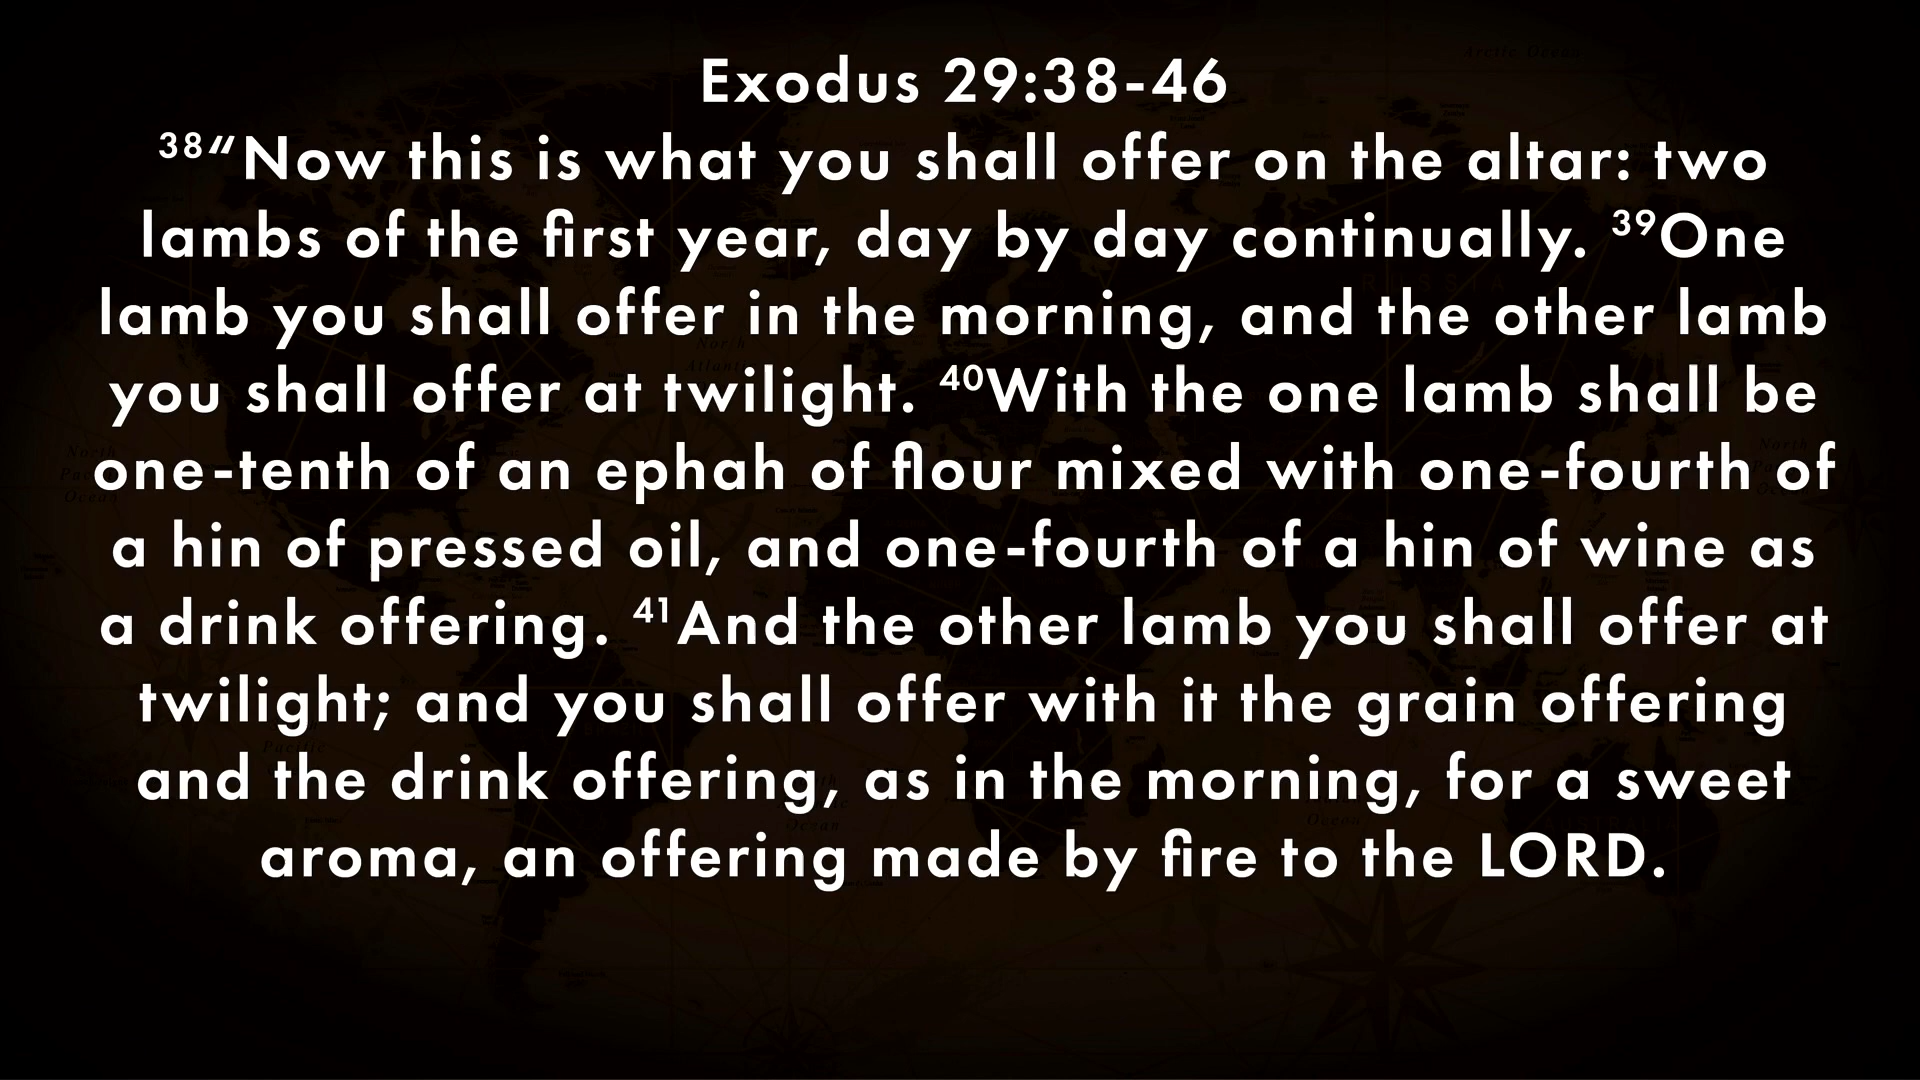 Exodus 29:38-46
38“Now this is what you shall offer on the altar: two
lambs of the first year, day by day continually. 39One
lamb you shall offer in the morning, and the other lamb
you shall offer at twilight. 40With the one lamb shall be
one-tenth of an ephah of flour mixed with one-fourth of
a hin of pressed oil, and one-fourth of a hin of wine as
a drink offering. 41And the other lamb you shall offer at
twilight; and you shall offer with it the grain offering
and the drink offering, as in the morning, for a sweet
aroma, an offering made by fire to the LORD.